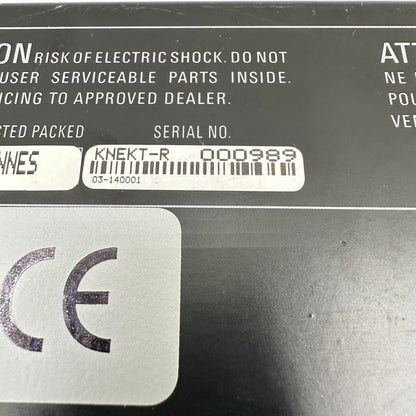 ON RISK OF ELECTRIC SHOCK. DO NOT
USER SERVICEABLE PARTS INSIDE.
ICING TO APPROVED DEALER.
ATT
NE
POU
VER
CTED PACKED
SERIAL NO.
NNES
KNEKT-R 000989
03-140001
CE